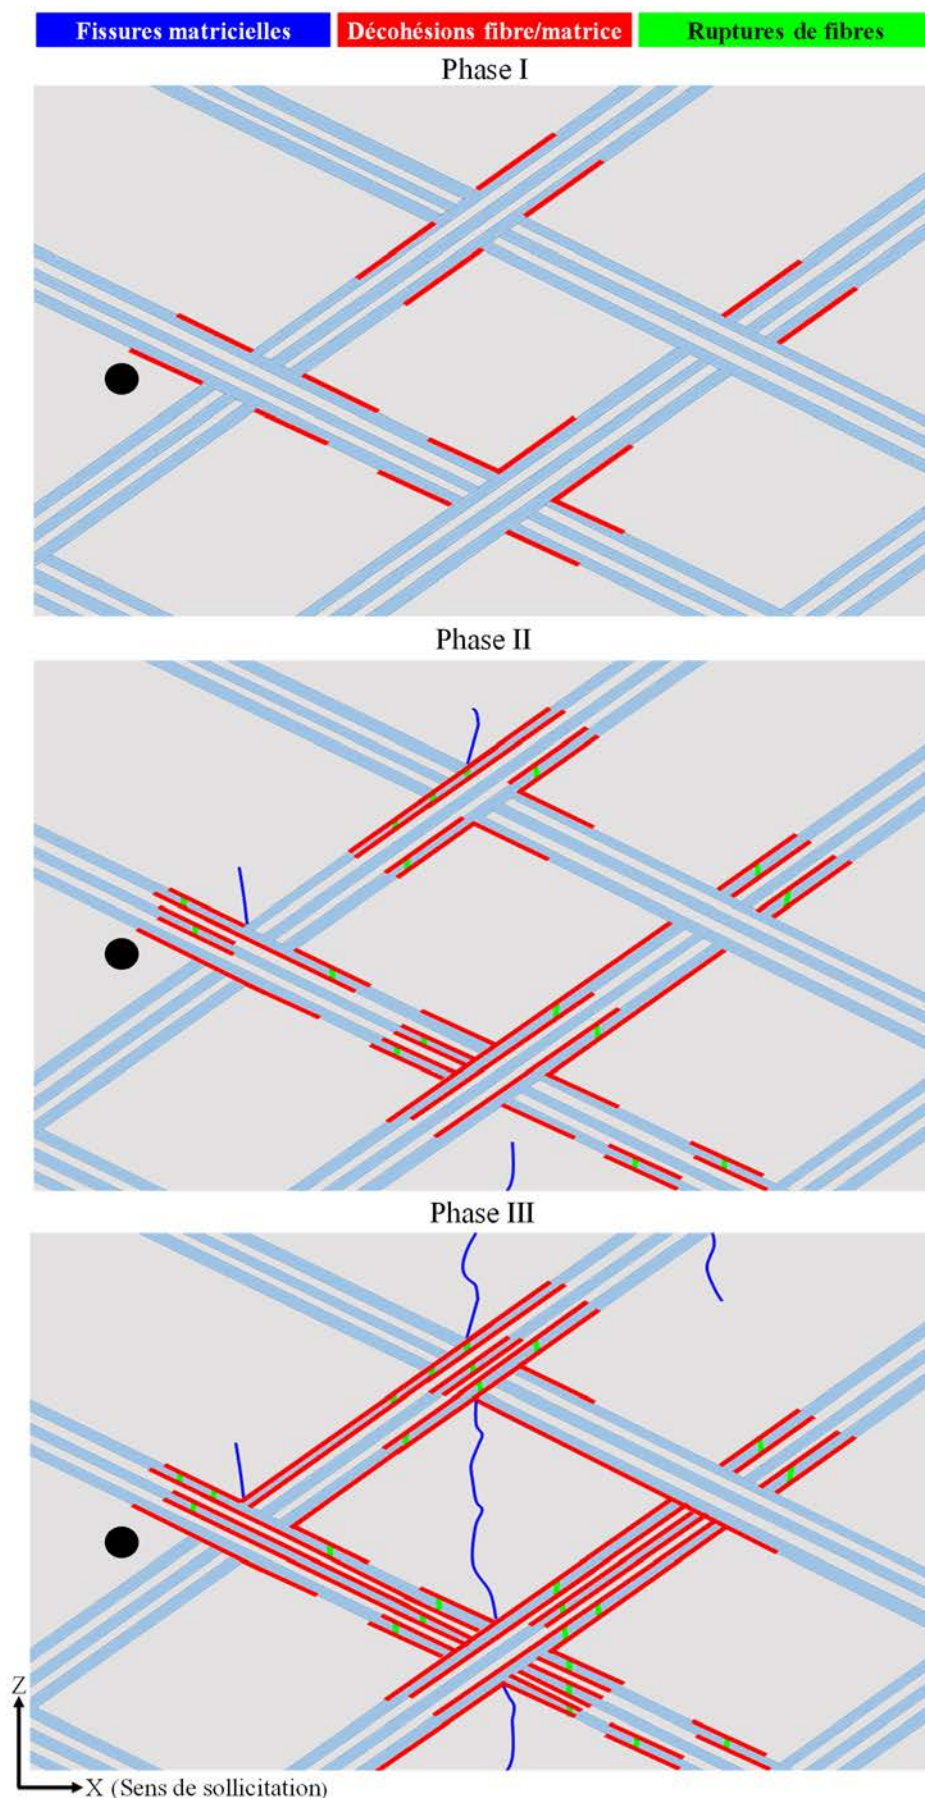 Fissures matricielles
Décohésions fibre/matrice
Ruptures de fibres
Phase I
Phase II
Phase III
Z
X (Sens de sollicitation)